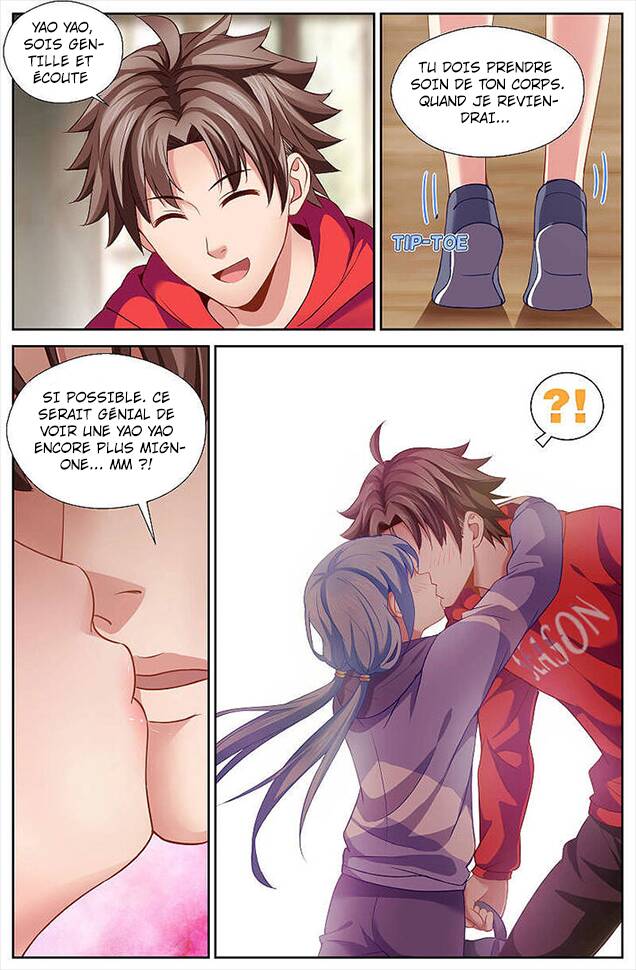 YAO YAO,
SOIS GEN-
TILLE ET
ÉCOUTE
TU DOIS PRENDRE
SOIN DE TON CORPS.
QUAND JE REVIEN-
DRAI...
TIP-TOE
SI POSSIBLE. CE
SERAIT GÉNIAL DE
VOIR UNE YAO YAO
ENCORE PLUS MIGN-
ONE... MM ?!
?!